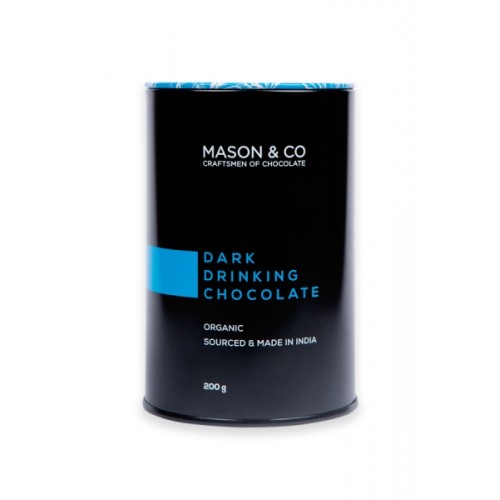 MASON & CO
CRAFTSMEN OF CHOCOLATE
DARK
DRINKING
CHOCOLATE
ORGANIC
SOURCED & MADE IN INDIA
200 g